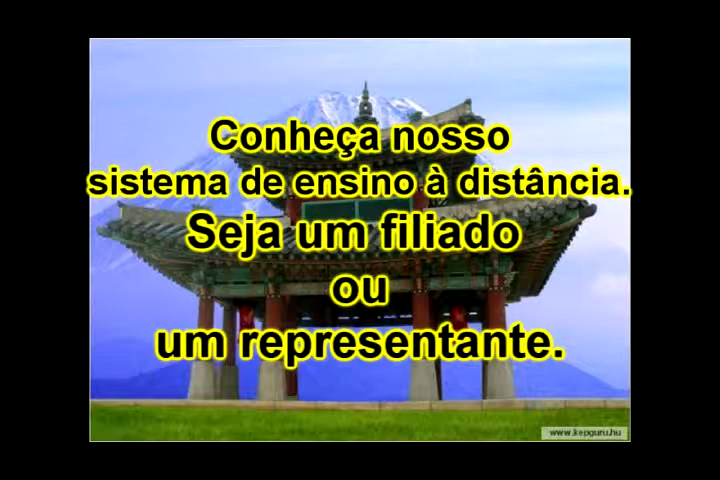 Conheça nosso
sistema de ensino à distância.
Seja um filiado
ou
um representante.
www.kepguru.hu